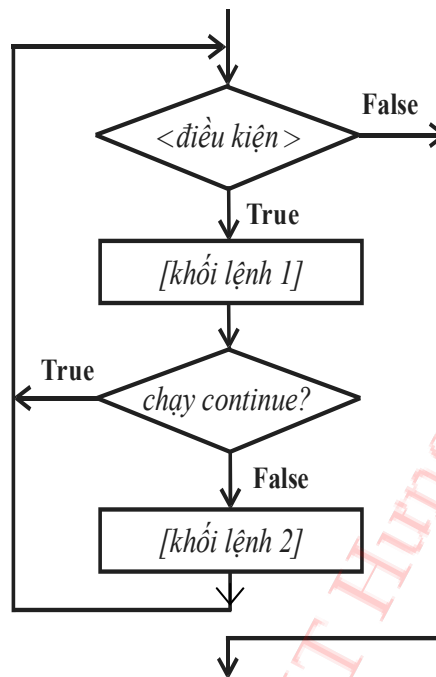 False
<điều kiện>
True
[khối lệnh 1]
True
chạy continue?
False
[khối lệnh 2]